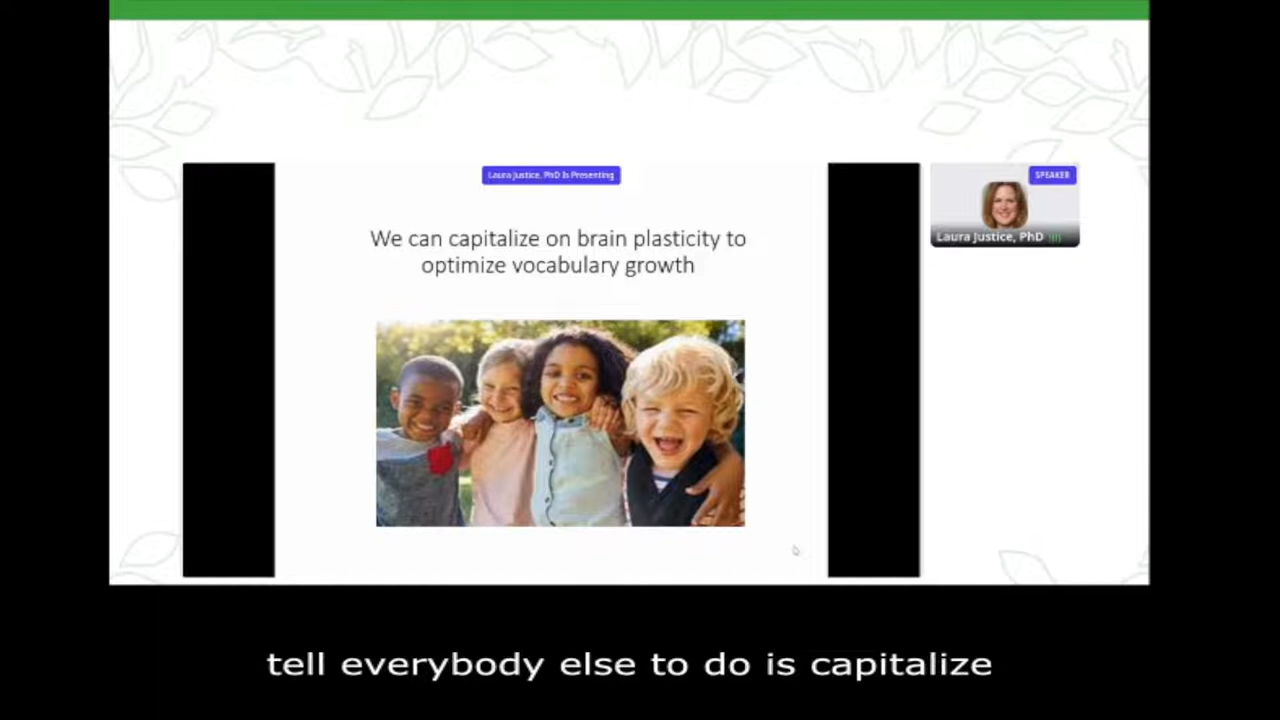 Laura Justice, PhD Is Presenting
SPEAKER
Laura Justice, PhD
We can capitalize on brain plasticity to
optimize vocabulary growth
tell everybody else to do is capitalize